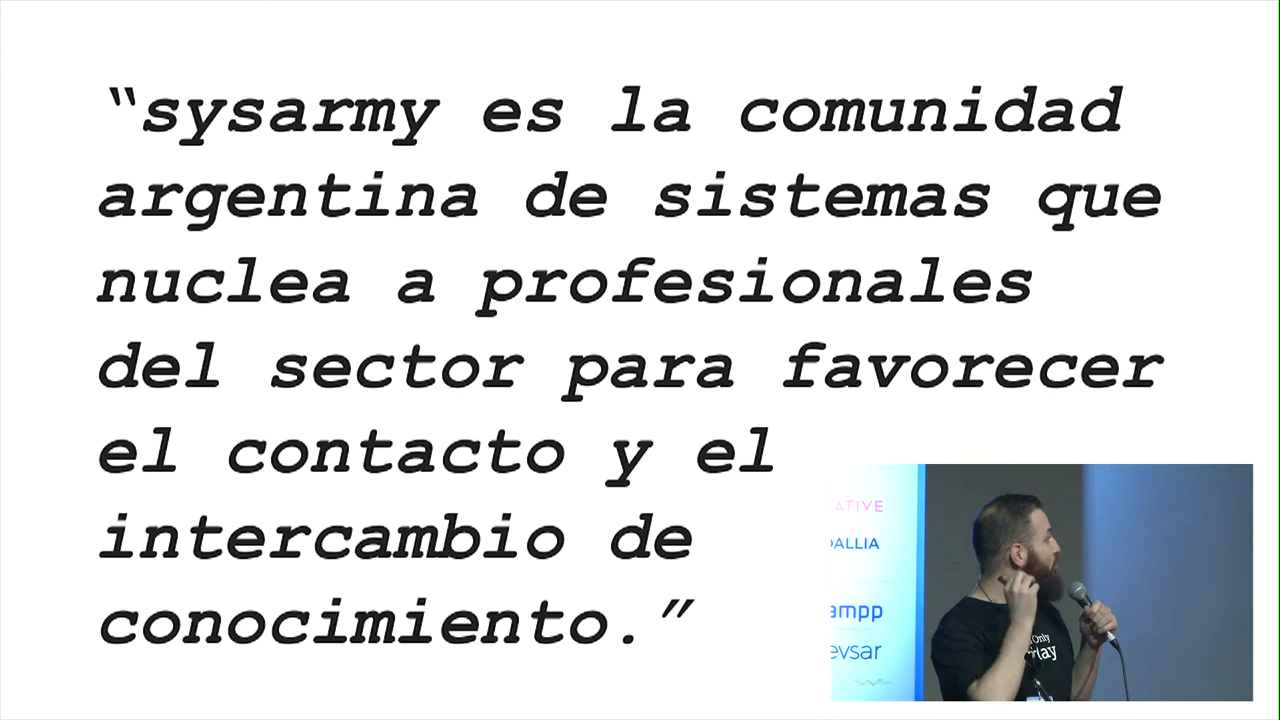 “sysarmy es la comunidad
argentina de sistemas que
nuclea a profesionales
del sector para favorecer
el contacto y el
intercambio de
conocimiento.”
ATIVE
DALLIA
ampp
evsar
Only